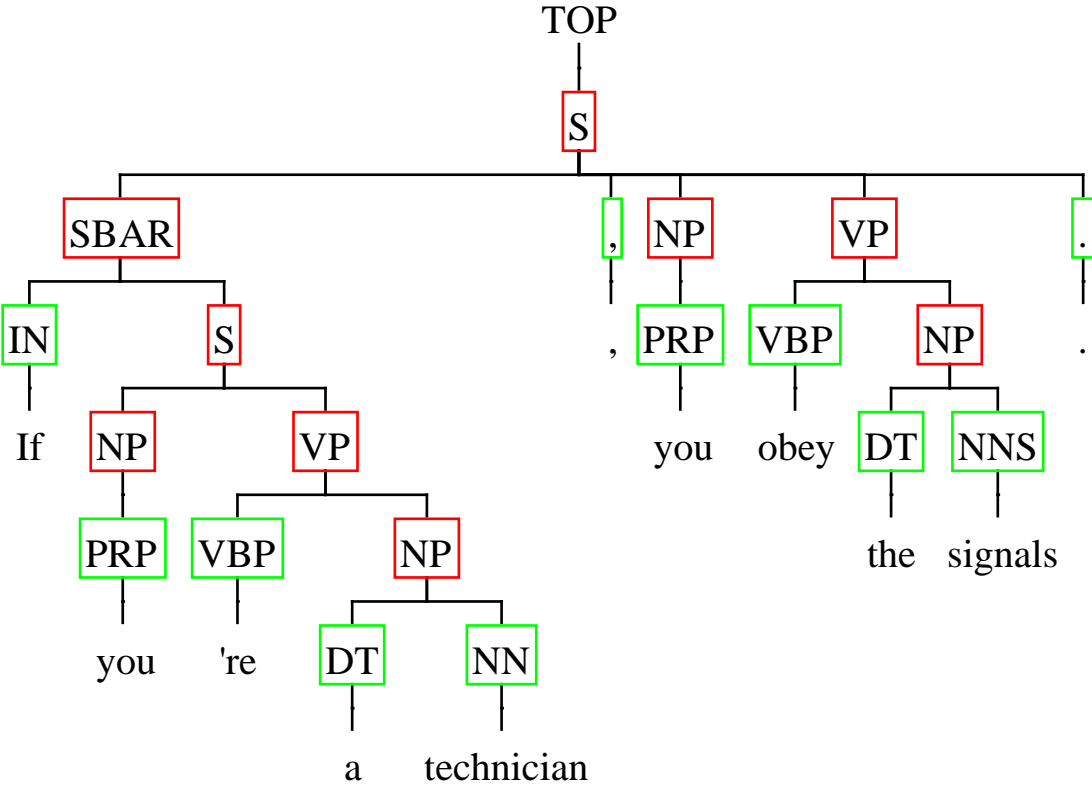 TOP
S
SBAR , NP VP .
IN S , PRP VBP NP .
If NP VP you obey DT NNS
PRP VBP NP the signals
you 're DT NN
a technician